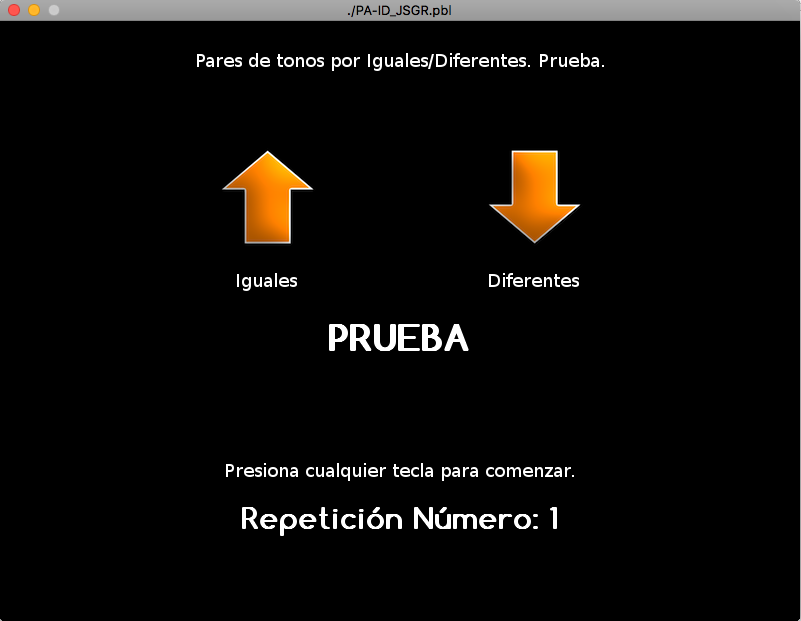 ./PA-ID_JSGR.pbl
Pares de tonos por Iguales/Diferentes. Prueba.
Iguales
Diferentes
PRUEBA
Presiona cualquier tecla para comenzar.
Repetición Número: 1